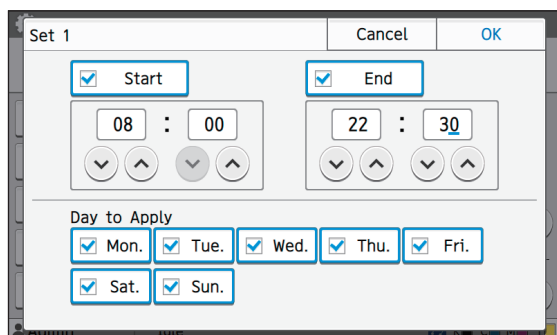 Set 1 Cancel OK
Start End
08 : 00 22 : 30
Day to Apply
Mon. Tue. Wed. Thu. Fri.
Sat. Sun.